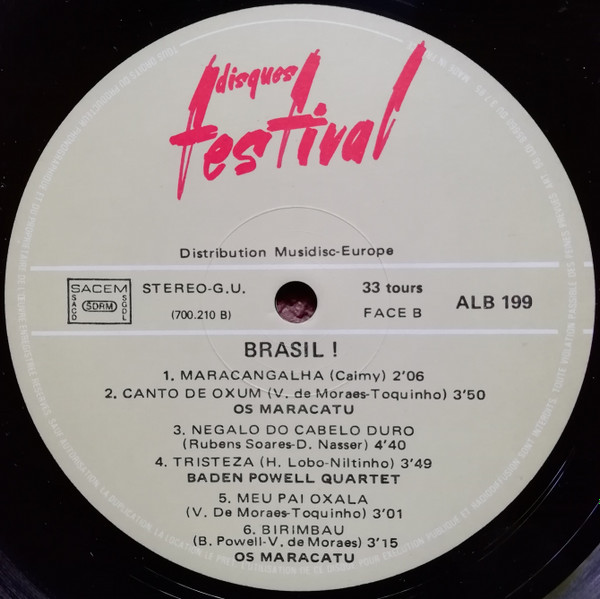 disques
festival
Distribution Musidisc-Europe
SACEM
SACD
SDRM
SGDL
STEREO-G.U.
(700.210 B)
33 tours
FACE B
ALB 199
BRASIL !
1. MARACANGALHA (Caimy) 2'06
2. CANTO DE OXUM (V. de Moraes-Toquinho) 3'50
OS MARACATU
3. NEGALO DO CABELO DURO
(Rubens Soares-D. Nasser) 4'40
4. TRISTEZA (H. Lobo-Niltinho) 3'49
BADEN POWELL QUARTET
5. MEU PAI OXALA
(V. De Moraes-Toquinho) 3'01
6. BIRIMBAU
(B. Powell-V. de Moraes) 3'15
OS MARACATU